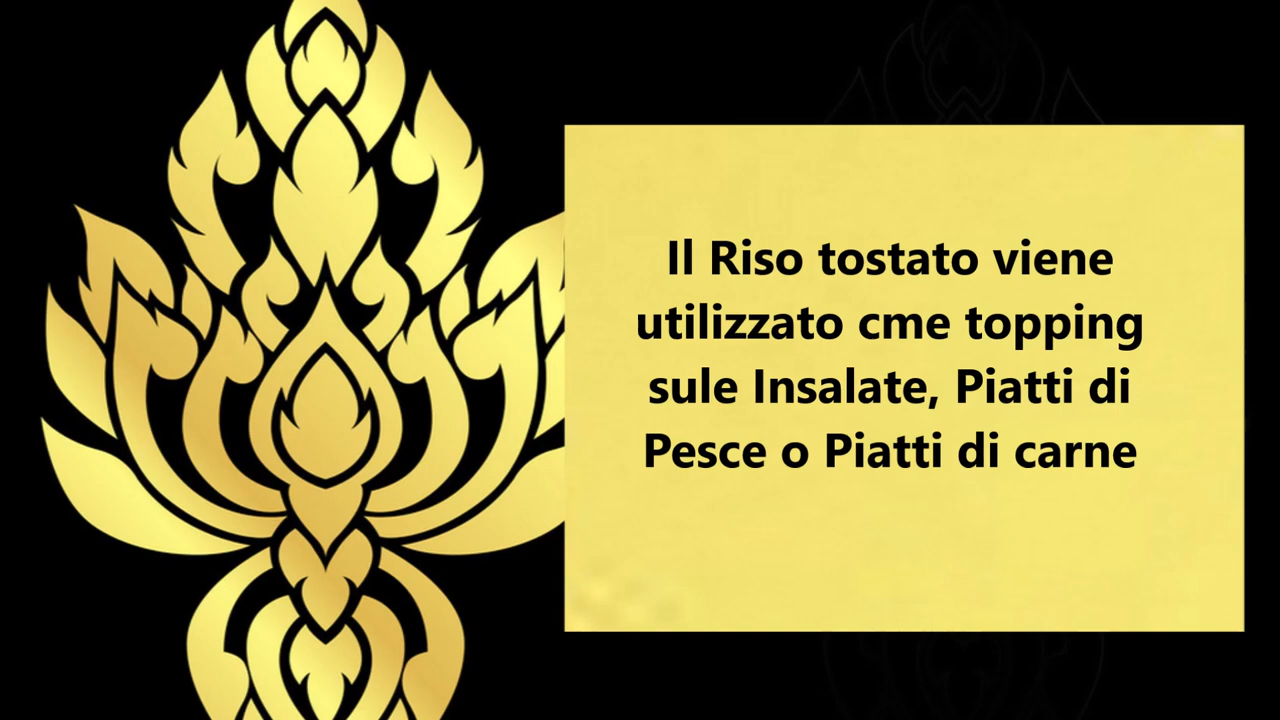 Il Riso tostato viene
utilizzato cme topping
sule Insalate, Piatti di
Pesce o Piatti di carne